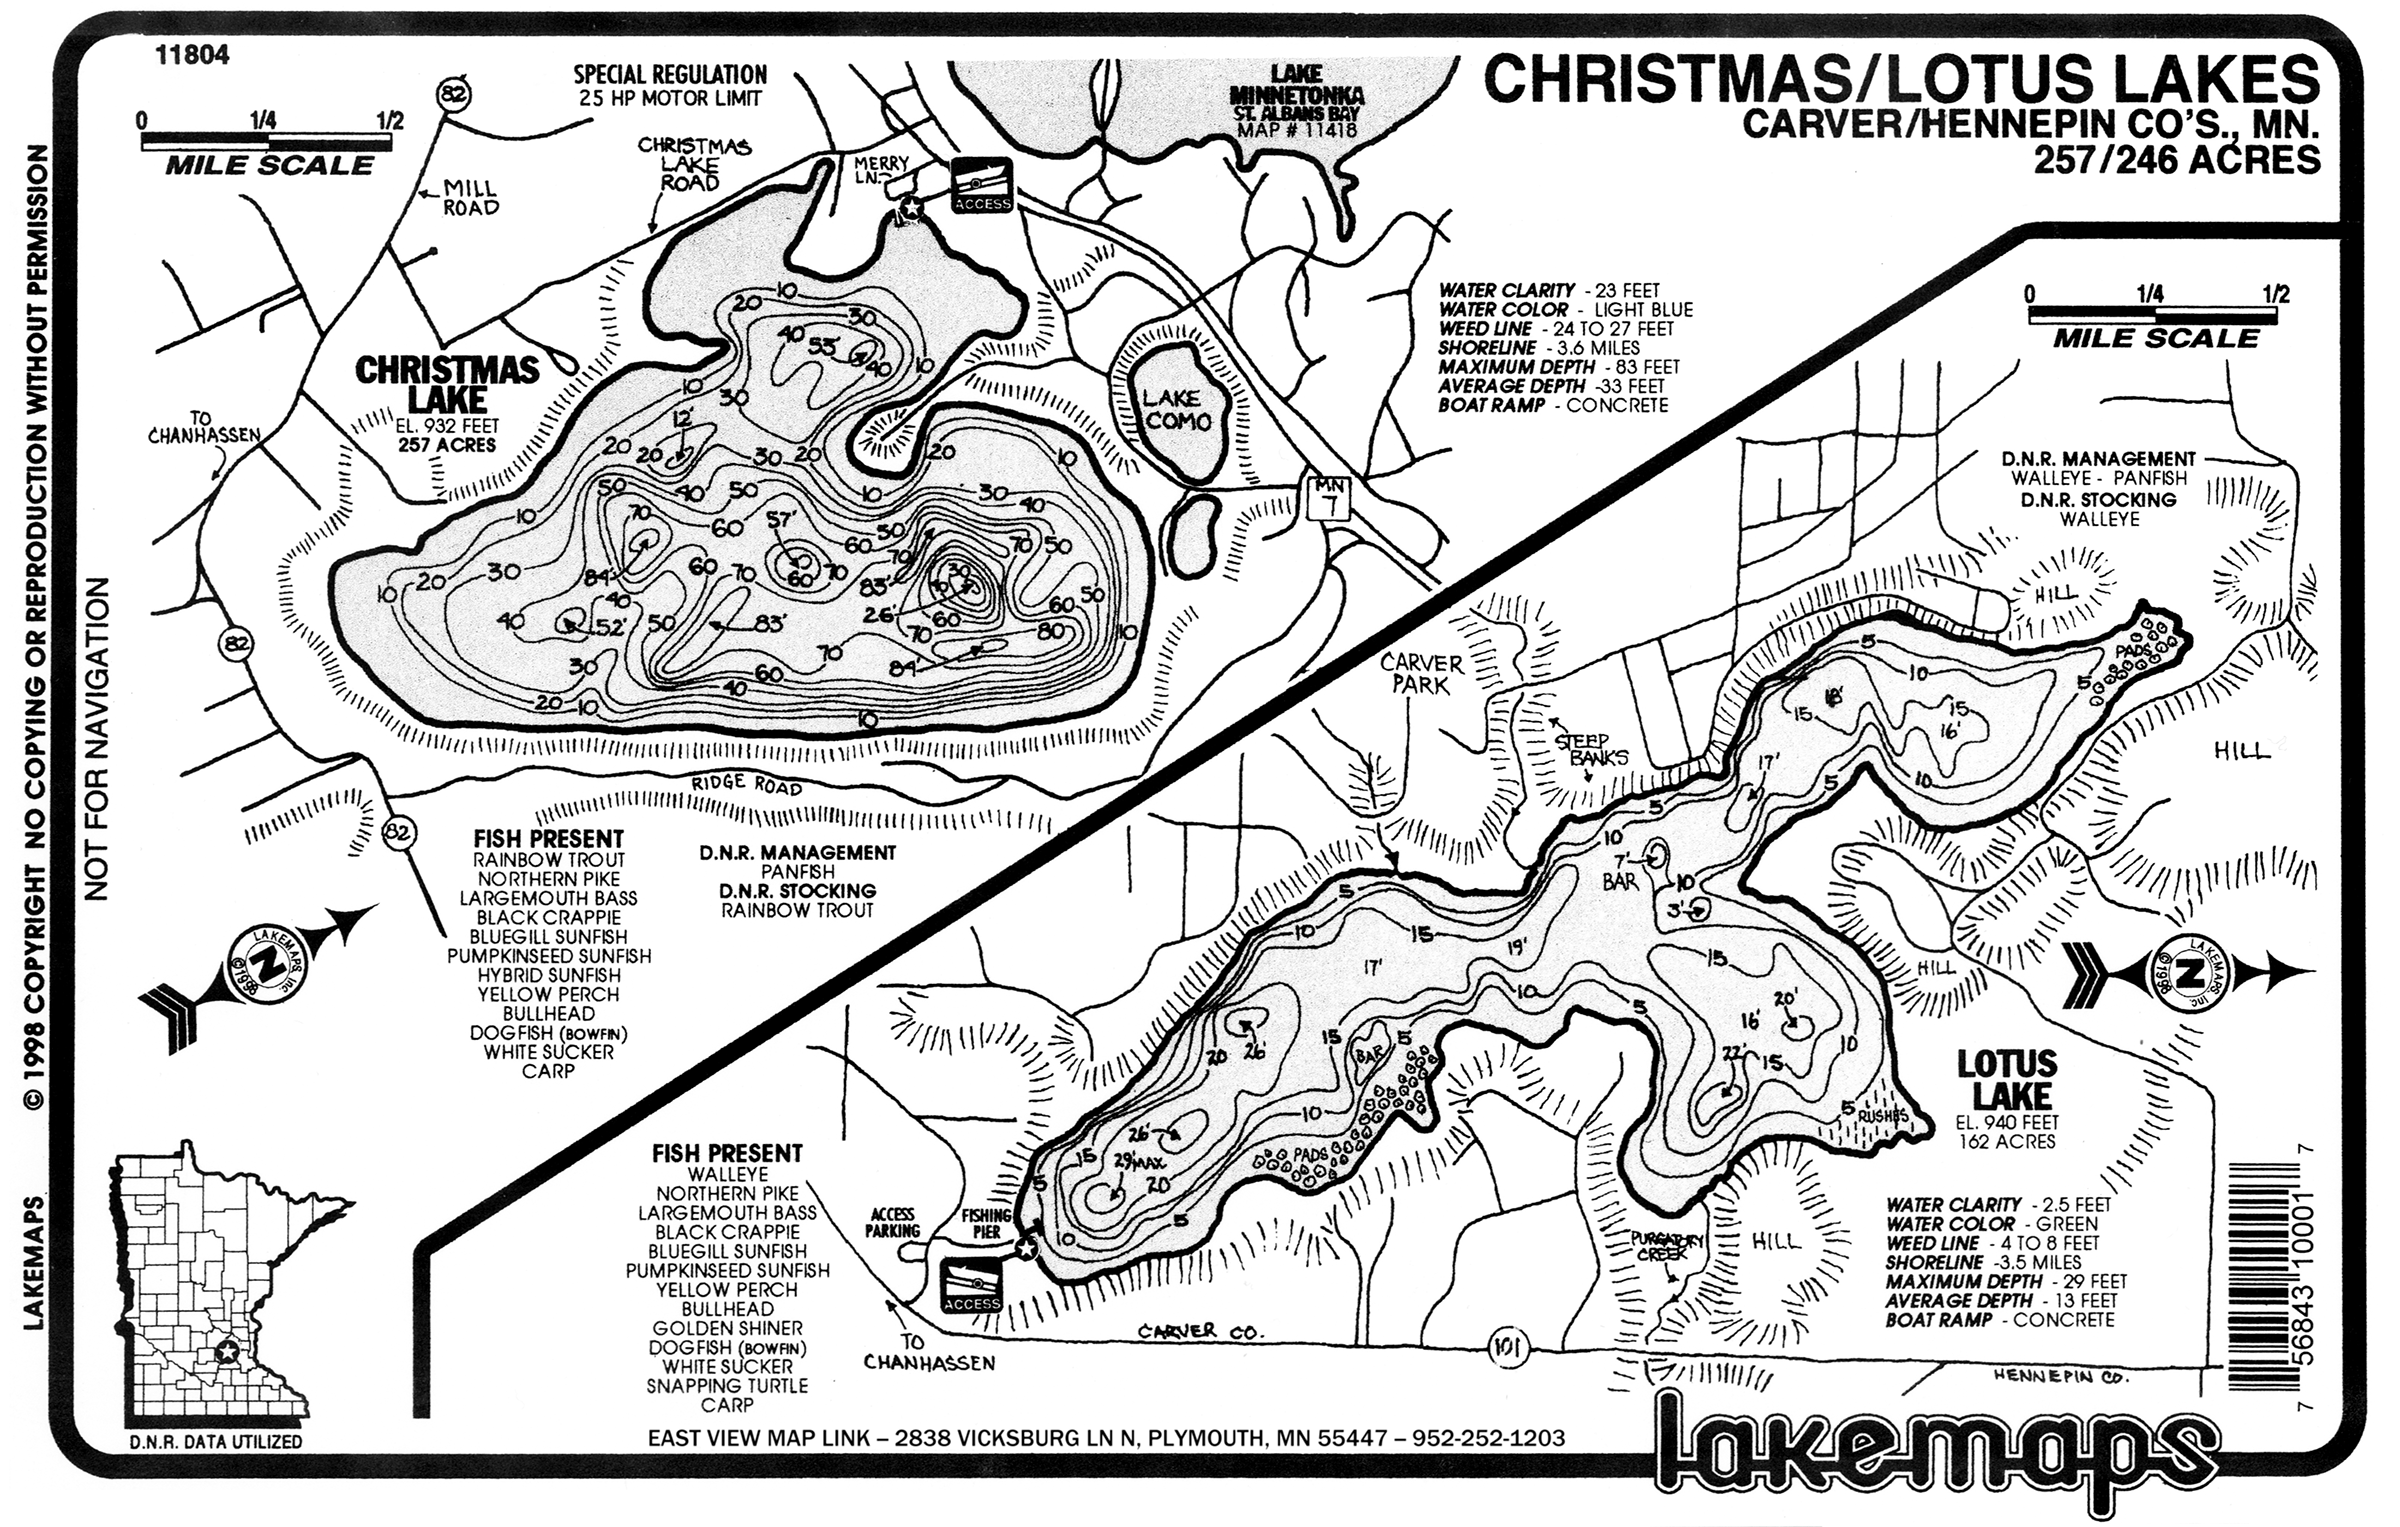 11804
0 1/4 1/2
MILE SCALE
82
MILL
ROAD
SPECIAL REGULATION
25 HP MOTOR LIMIT
CHRISTMAS
LAKE
ROAD
MERRY
LN.
ACCESS
LAKE
MINNETONKA
ST. ALBANS BAY
MAP # 11418
CHRISTMAS/LOTUS LAKES
CARVER/HENNEPIN CO'S., MN.
257/246 ACRES
WATER CLARITY - 23 FEET
WATER COLOR - LIGHT BLUE
WEED LINE - 24 TO 27 FEET
SHORELINE - 3.6 MILES
MAXIMUM DEPTH - 83 FEET
AVERAGE DEPTH -33 FEET
BOAT RAMP - CONCRETE
0 1/4 1/2
MILE SCALE
CHRISTMAS
LAKE
EL. 932 FEET
257 ACRES
TO
CHANHASSEN
LAKE
COMO
MN
7
10
20
30
40 53' 40 10
10
30
12'
20 20 30 20 20 10
50 40 50 10 30 40
10 70 60 57' 50
60 70 70 50
10 20 30 84' 60 70 60 70 83' 30 40
40 50
26' 60
40 52' 50 83' 60 70 80 10
30 70 84'
60
20 10 40 10
82
RIDGE ROAD
82
D.N.R. MANAGEMENT
WALLEYE - PANFISH
D.N.R. STOCKING
WALLEYE
HILL
CARVER
PARK
STEEP
BANKS
PADS
5
10
5
18'
15
15
16'
HILL
17'
5
10
5
10
7'
BAR
10
3'
5
10
15
19'
17'
15
10
5
HILL
20'
16'
22'
15
10
5
RUSHES
15
BAR
5
20 26'
10
26'
PADS
15
29' MAX
20
5
5
10
FISH PRESENT
RAINBOW TROUT
NORTHERN PIKE
LARGEMOUTH BASS
BLACK CRAPPIE
BLUEGILL SUNFISH
PUMPKINSEED SUNFISH
HYBRID SUNFISH
YELLOW PERCH
BULLHEAD
DOGFISH (BOWFIN)
WHITE SUCKER
CARP
D.N.R. MANAGEMENT
PANFISH
D.N.R. STOCKING
RAINBOW TROUT
LAKEMAPS, Inc.
N
©1998
LAKEMAPS, Inc.
N
©1998
LOTUS
LAKE
EL. 940 FEET
162 ACRES
FISH PRESENT
WALLEYE
NORTHERN PIKE
LARGEMOUTH BASS
BLACK CRAPPIE
BLUEGILL SUNFISH
PUMPKINSEED SUNFISH
YELLOW PERCH
BULLHEAD
GOLDEN SHINER
DOGFISH (BOWFIN)
WHITE SUCKER
SNAPPING TURTLE
CARP
ACCESS
PARKING
FISHING
PIER
ACCESS
TO
CHANHASSEN
CARVER CO.
101
HENNEPIN CO.
PURGATORY
CREEK
HILL
WATER CLARITY - 2.5 FEET
WATER COLOR - GREEN
WEED LINE - 4 TO 8 FEET
SHORELINE -3.5 MILES
MAXIMUM DEPTH - 29 FEET
AVERAGE DEPTH - 13 FEET
BOAT RAMP - CONCRETE
7 56843 10001 7
D.N.R. DATA UTILIZED
EAST VIEW MAP LINK – 2838 VICKSBURG LN N, PLYMOUTH, MN 55447 – 952-252-1203
lakemaps
NOT FOR NAVIGATION
LAKEMAPS © 1998 COPYRIGHT NO COPYING OR REPRODUCTION WITHOUT PERMISSION